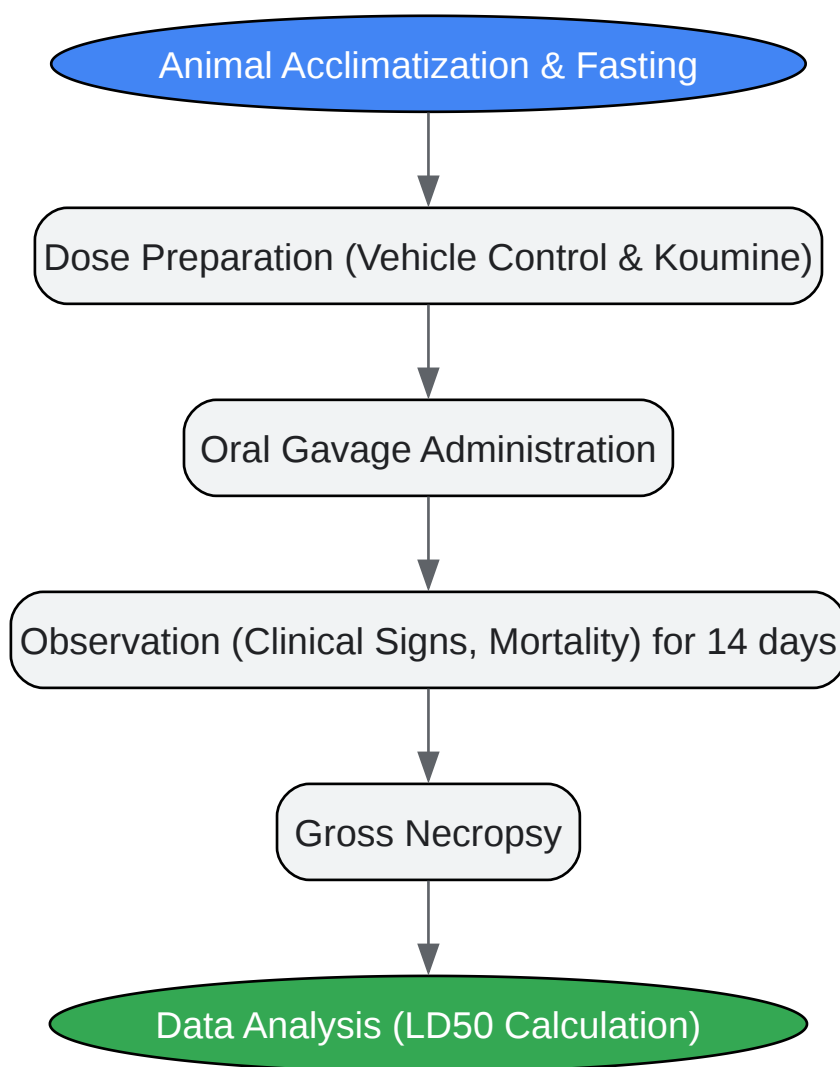 Animal Acclimatization & Fasting
Dose Preparation (Vehicle Control & Koumine)
Oral Gavage Administration
Observation (Clinical Signs, Mortality) for 14 days
Gross Necropsy
Data Analysis (LD50 Calculation)